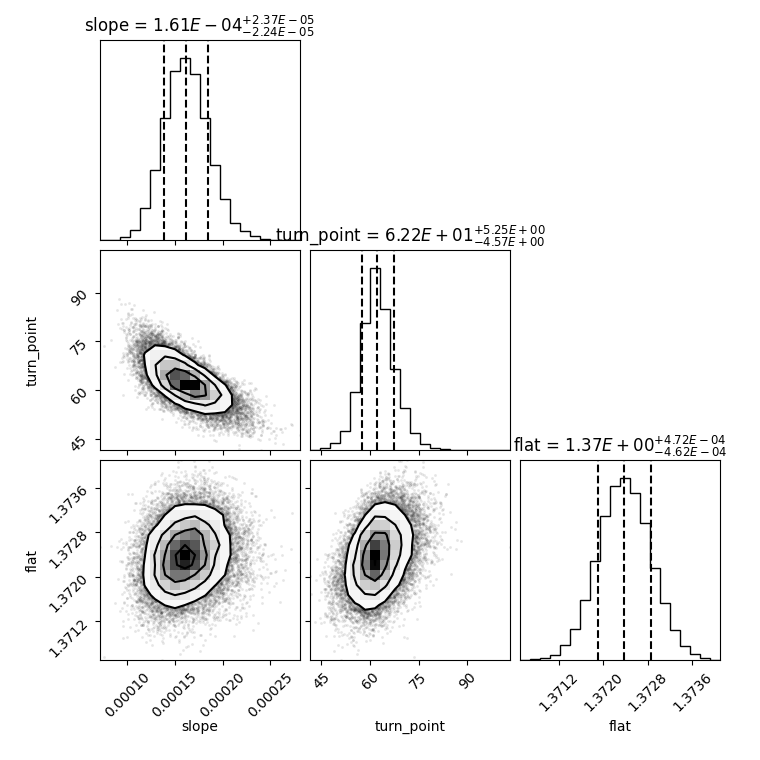 slope = 1.61E − 04 +2.37E−05 −2.24E−05
turn_point = 6.22E + 01 +5.25E+00 −4.57E+00
90
75
60
45
turn_point
flat = 1.37E + 00 +4.72E−04 −4.62E−04
1.3736
1.3728
1.3720
1.3712
flat
0.00010 0.00015 0.00020 0.00025
slope
45 60 75 90
turn_point
1.3712 1.3720 1.3728 1.3736
flat